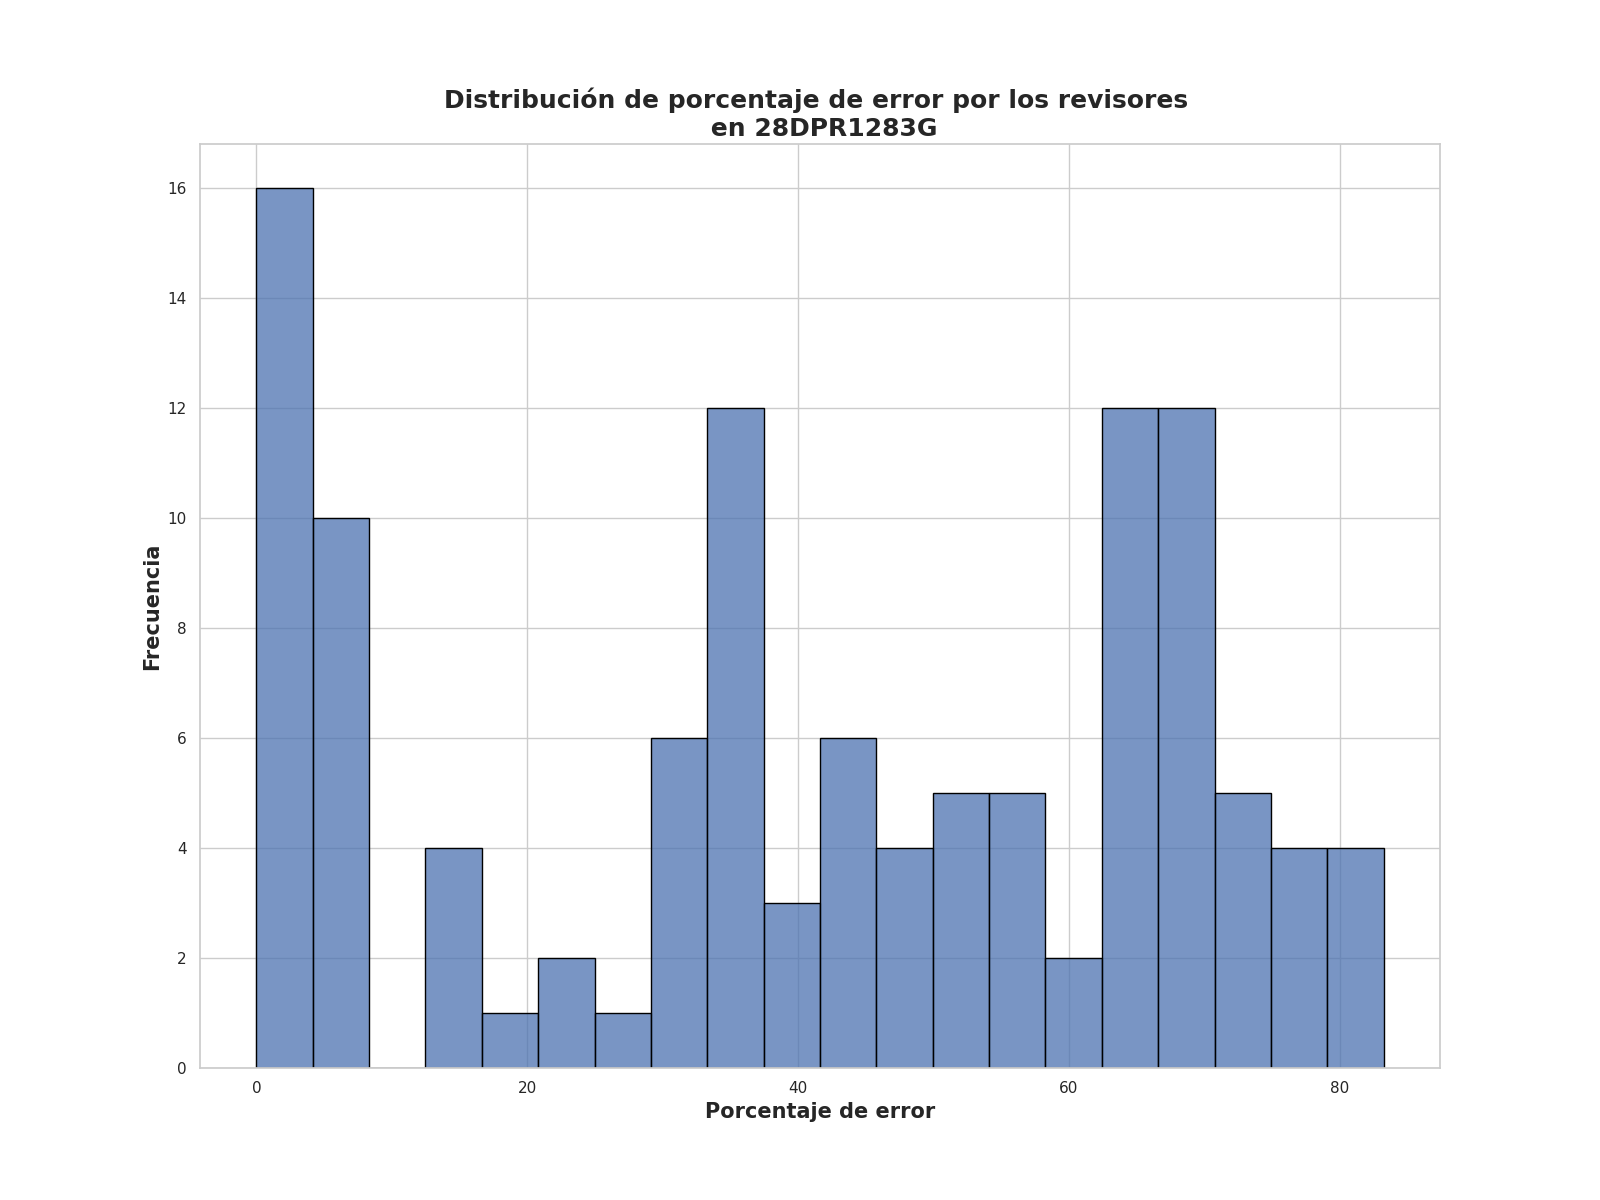 Distribución de porcentaje de error por los revisores
en 28DPR1283G
16
14
12
10
8
6
4
2
0
Frecuencia
0 20 40 60 80
Porcentaje de error